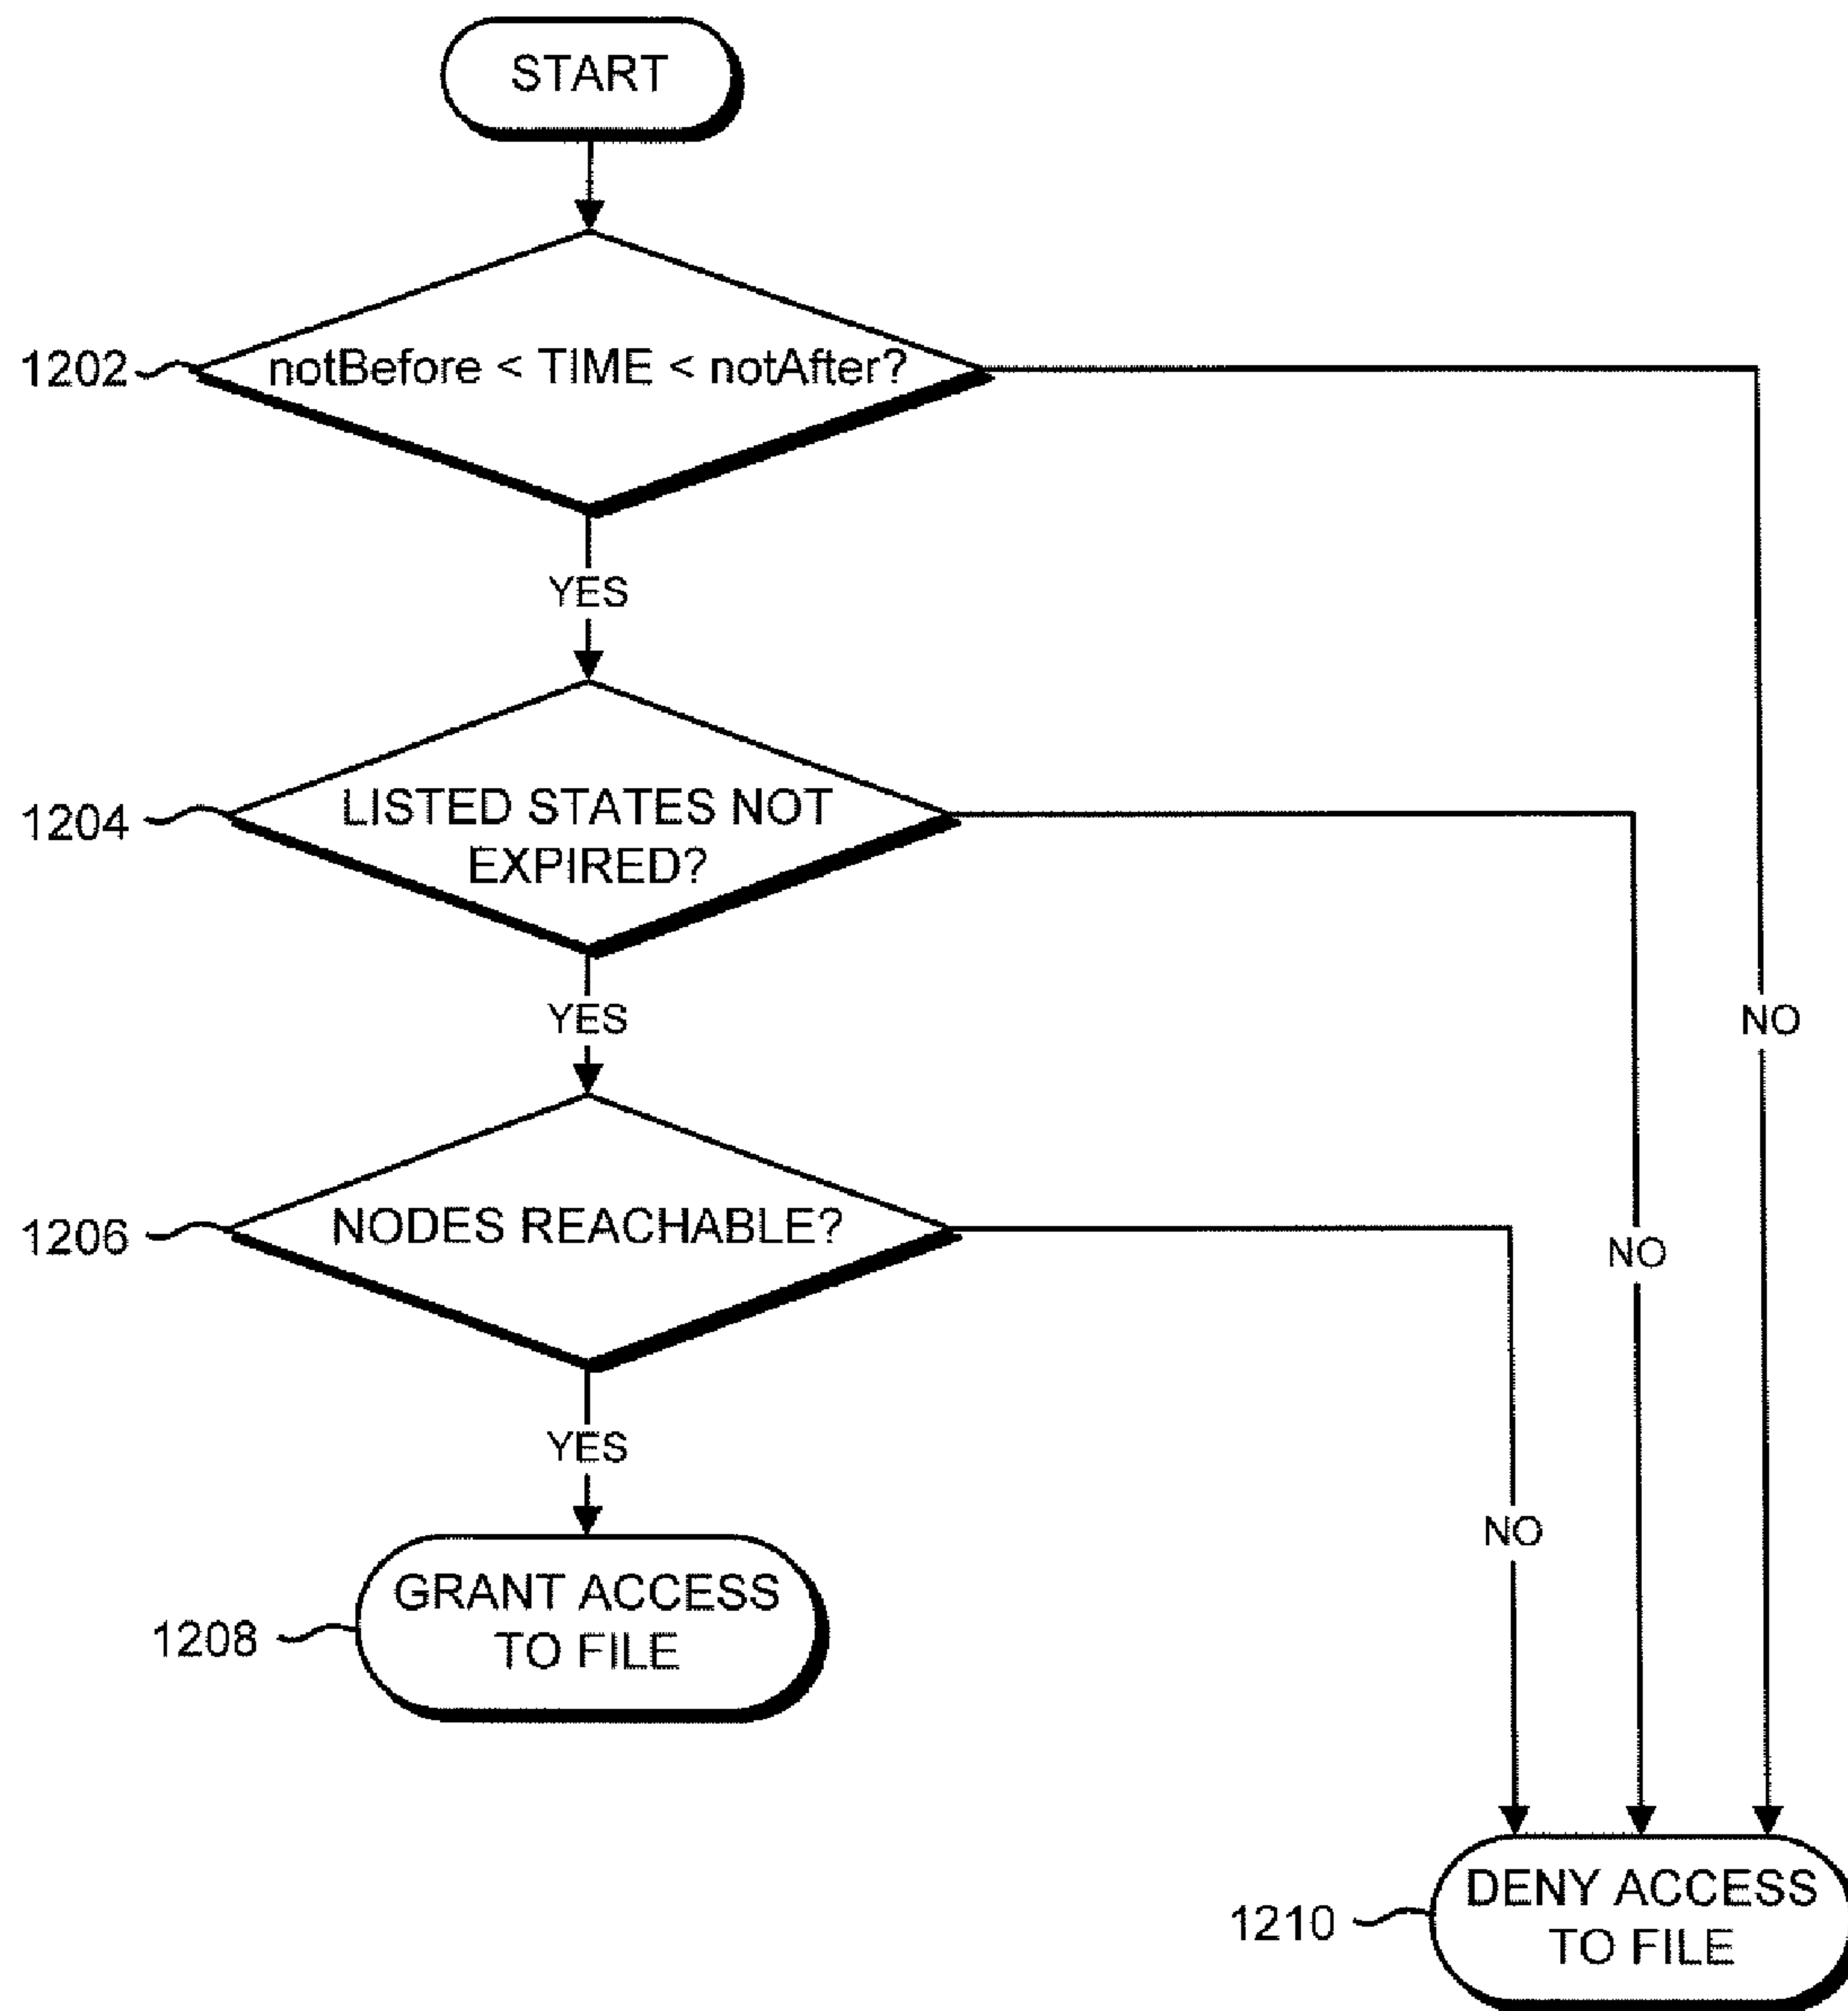 START
1202
notBefore < TIME < notAfter?
YES
1204
LISTED STATES NOT
EXPIRED?
YES
NO
1206
NODES REACHABLE?
NO
YES
NO
GRANT ACCESS
TO FILE
1208
DENY ACCESS
TO FILE
1210